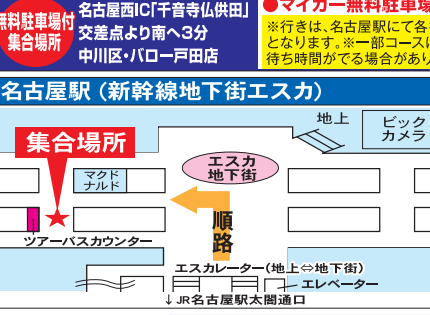 無料駐車場付
集合場所
名古屋西IC「千音寺仏供田」
交差点より南へ3分
中川区・バロー戸田店
●マイカー無料駐車場
※行きは、名古屋駅にて各
となります。※一部コースに
待ち時間がでる場合があり
名古屋駅（新幹線地下街エスカ）
地上
ビック
カメラ
集合場所
エスカ
地下街
マクド
ナルド
順路
ツアーバスカウンター
エスカレーター（地上⇔地下街）
エレベーター
↓JR名古屋駅太閤通口